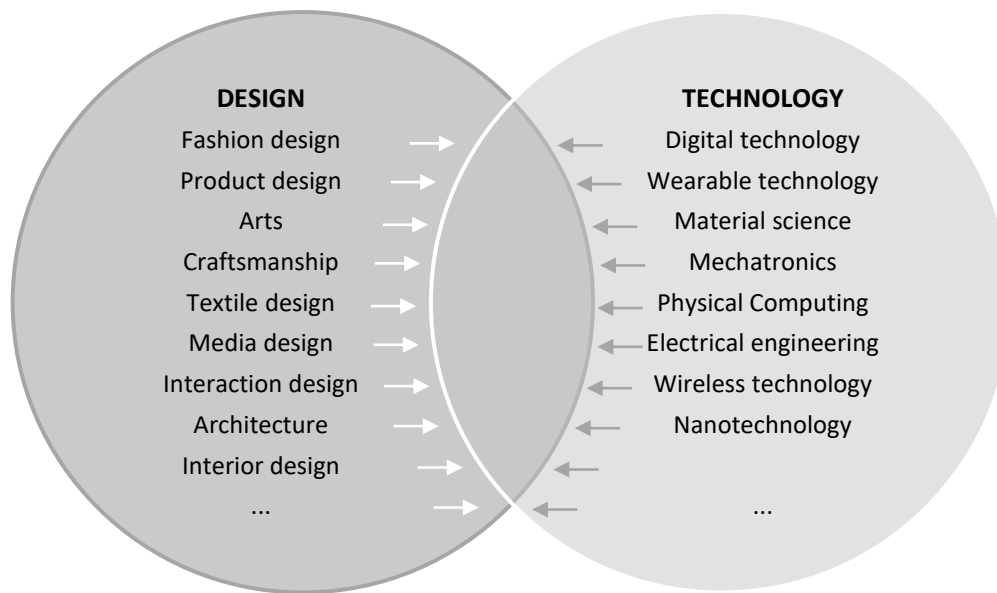 DESIGN
Fashion design
Product design
Arts
Craftsmanship
Textile design
Media design
Interaction design
Architecture
Interior design
...
TECHNOLOGY
Digital technology
Wearable technology
Material science
Mechatronics
Physical Computing
Electrical engineering
Wireless technology
Nanotechnology
...